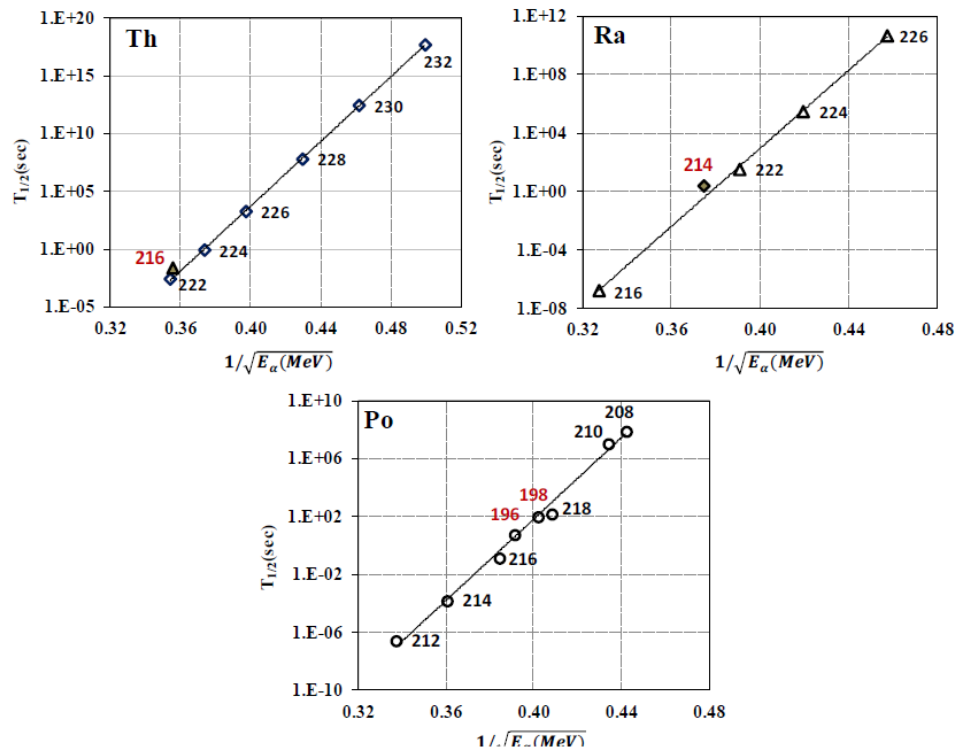 Th
1.E+20
1.E+15
1.E+10
1.E+05
1.E+00
1.E-05
T1/2(sec)
232
230
228
226
224
216
222
0.32 0.36 0.40 0.44 0.48 0.52
1/√Eα(MeV)
Ra
1.E+12
1.E+08
1.E+04
1.E+00
1.E-04
1.E-08
T1/2(sec)
226
224
214
222
216
0.32 0.36 0.40 0.44 0.48
1/√Eα(MeV)
Po
1.E+10
1.E+06
1.E+02
1.E-02
1.E-06
1.E-10
T1/2(sec)
208
210
198
196
218
216
214
212
0.32 0.36 0.40 0.44 0.48
1/√Eα(MeV)